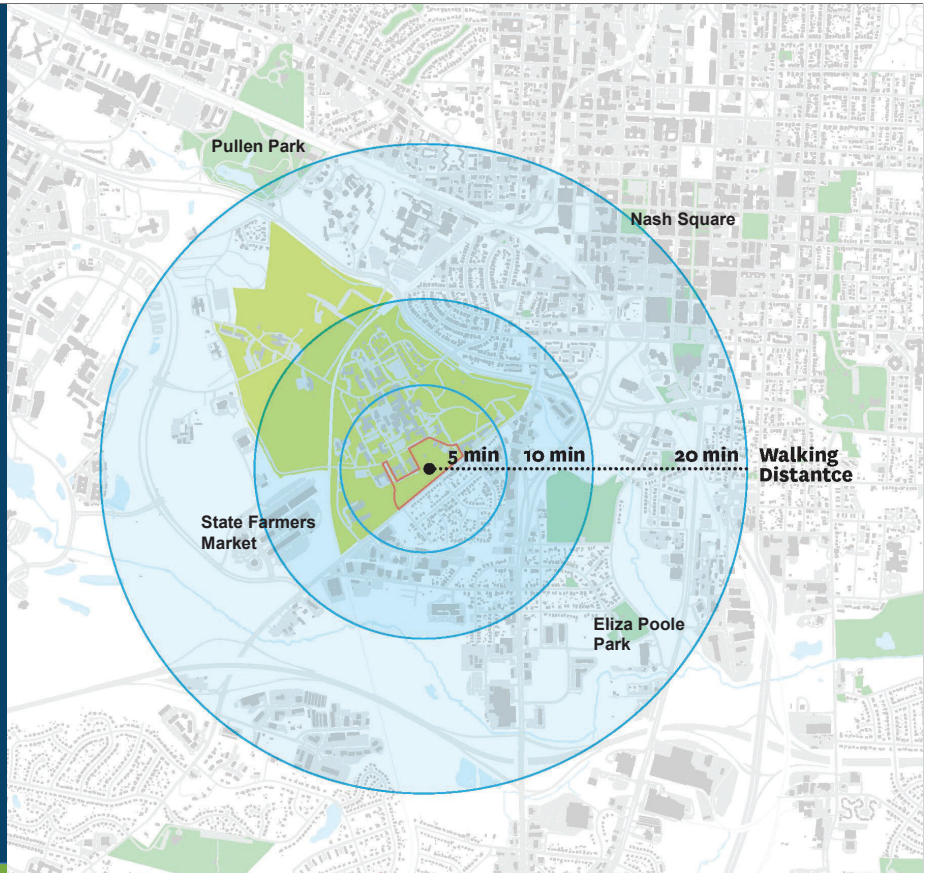 Pullen Park
Nash Square
5 min
10 min
20 min
Walking
Distantce
State Farmers
Market
Eliza Poole
Park